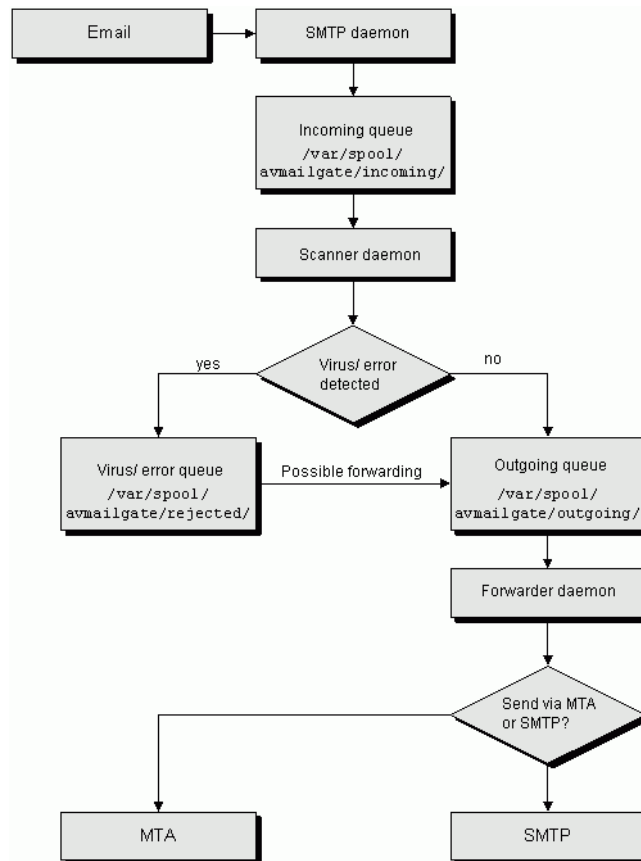 Email
SMTP daemon
Incoming queue
/var/spool/
avmailgate/incoming/
Scanner daemon
Virus/ error
detected
yes
no
Virus/ error queue
/var/spool/
avmailgate/rejected/
Possible forwarding
Outgoing queue
/var/spool/
avmailgate/outgoing/
Forwarder daemon
Send via MTA
or SMTP?
MTA
SMTP